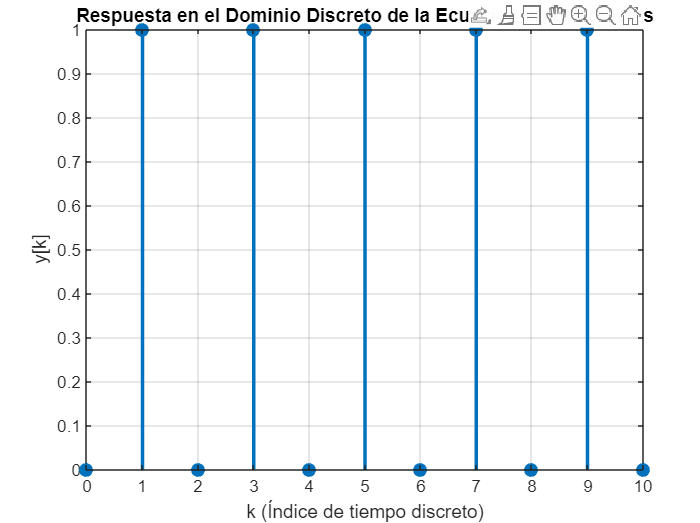 Respuesta en el Dominio Discreto de la
s
1
0.9
0.8
0.7
0.6
0.5
0.4
0.3
0.2
0.1
0
y[k]
0 1 2 3 4 5 6 7 8 9 10
k (Índice de tiempo discreto)